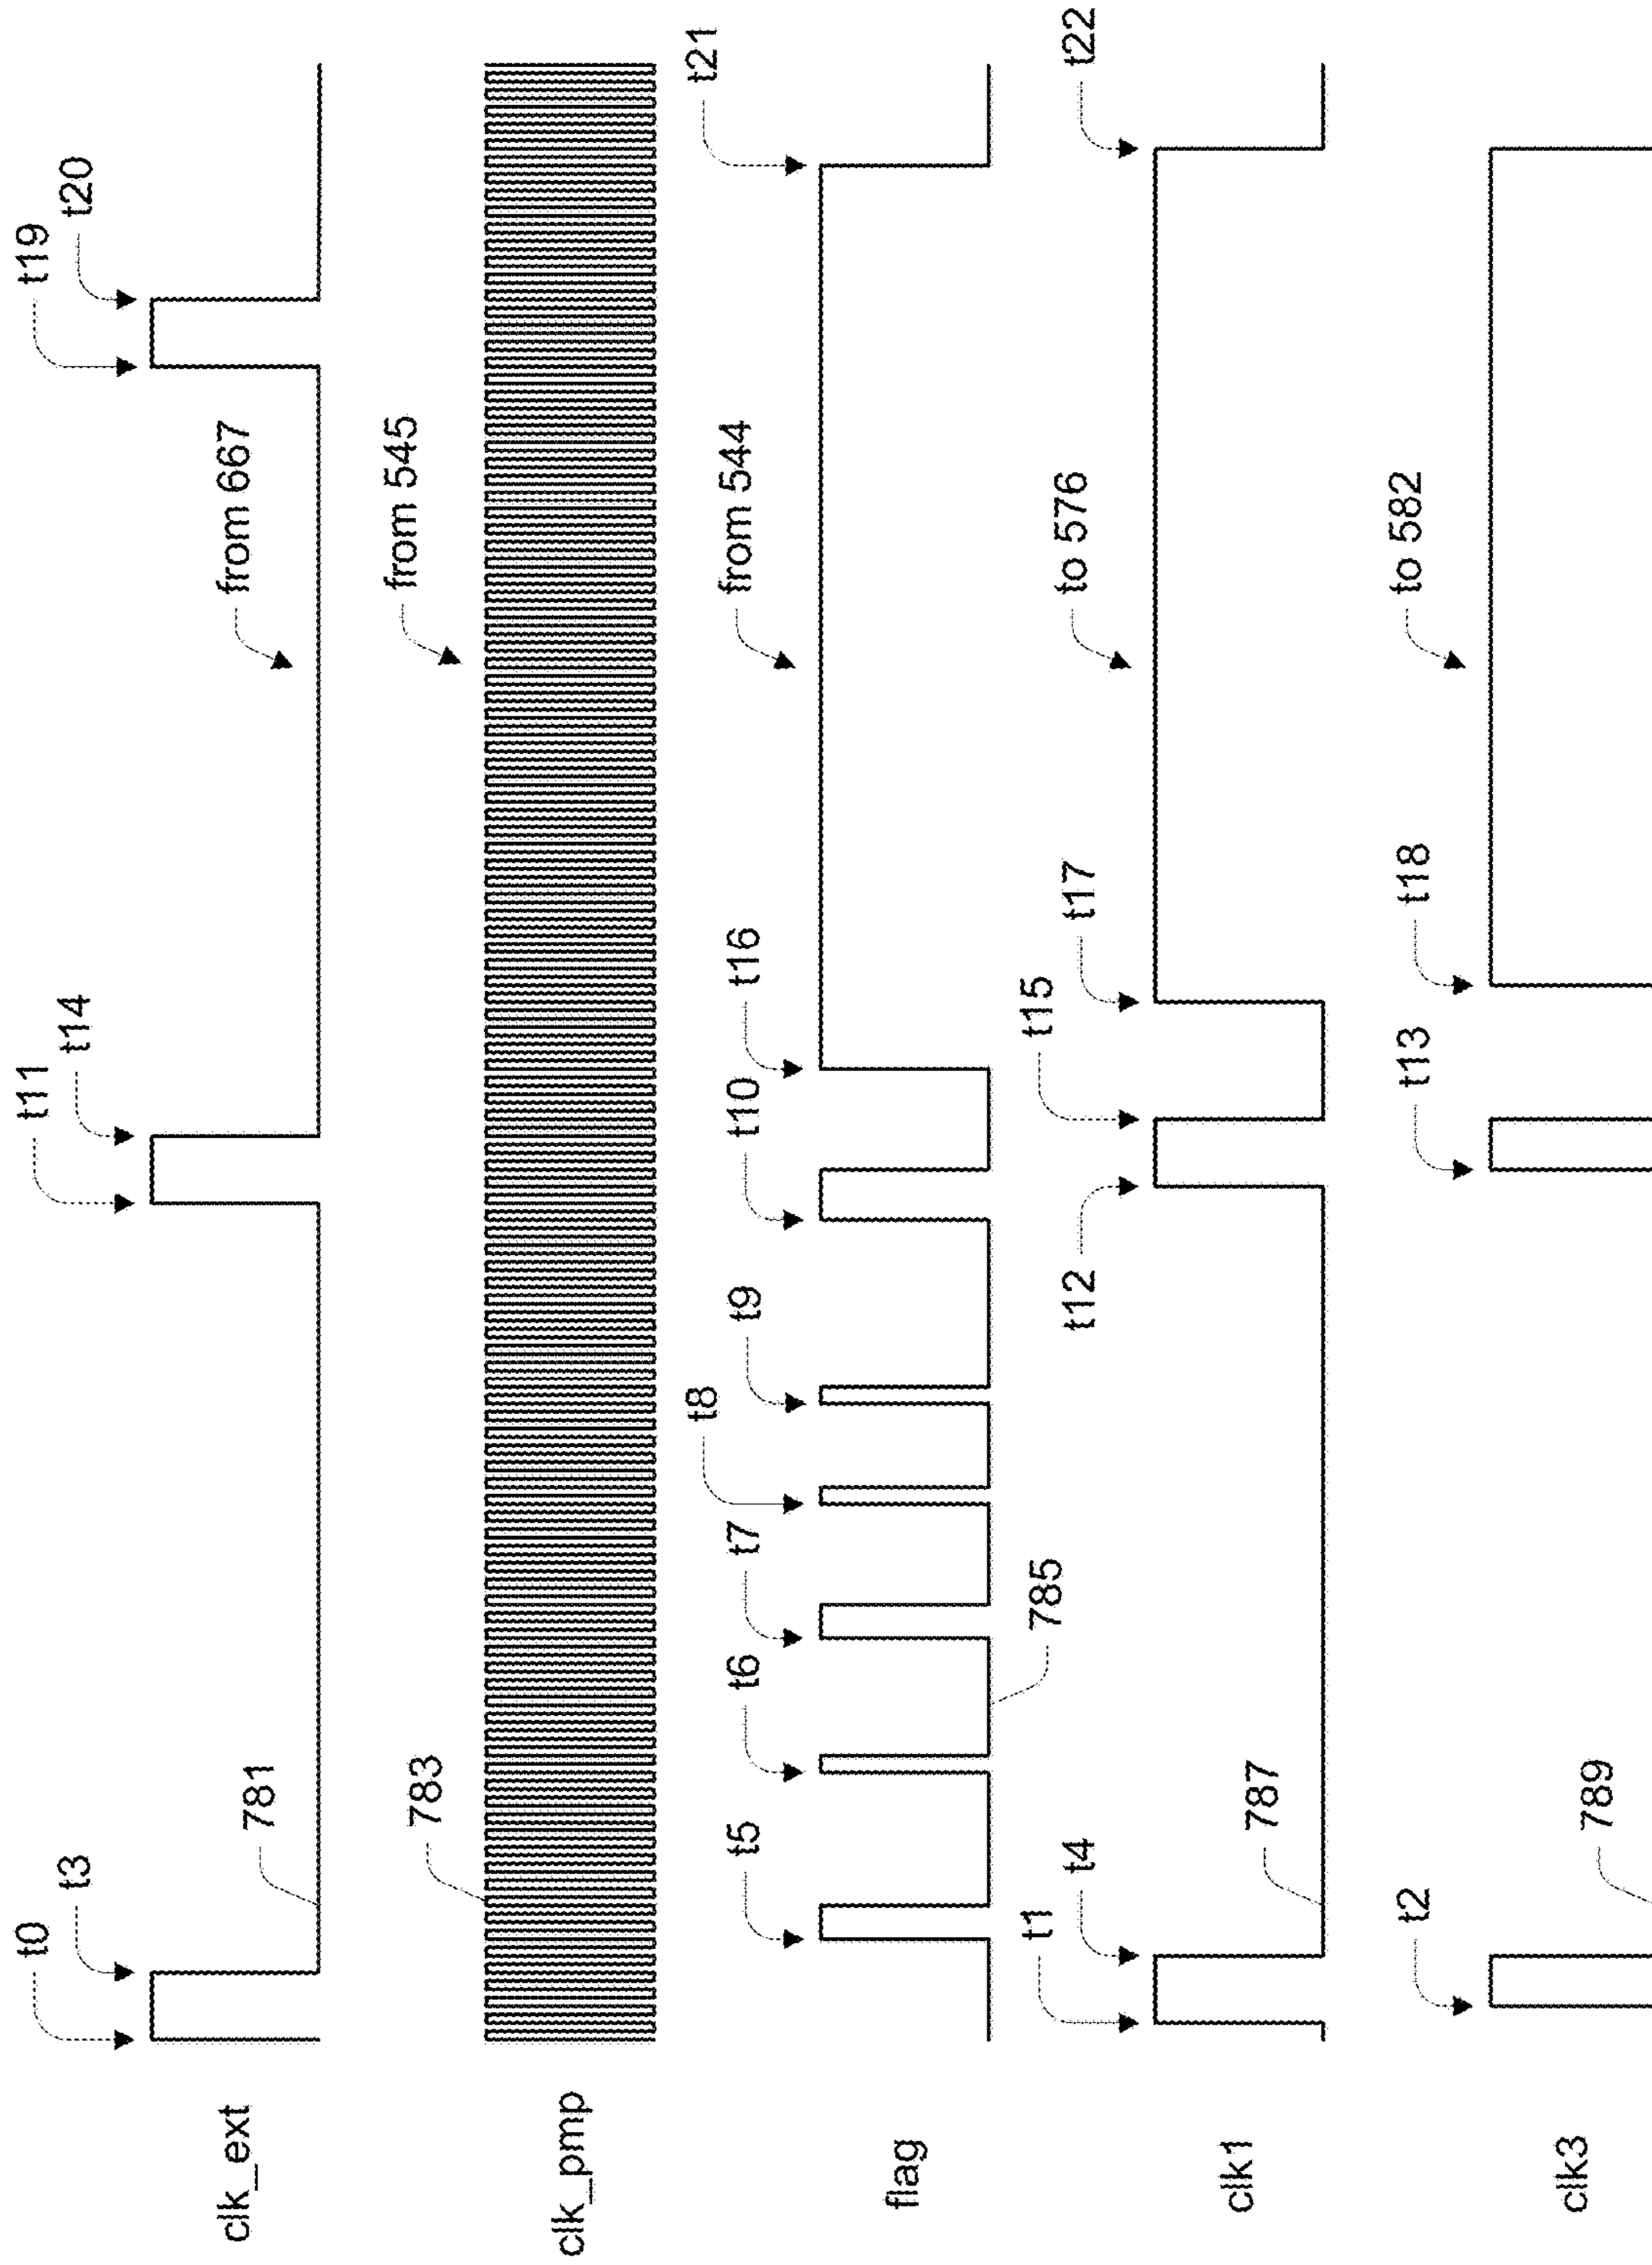 t0
t11
t19
t3
t14
t20
clk_ext
781
from 667
783
from 545
clk_pmp
t8
t21
t5
t6
t7
t9
t10
t16
from 544
flag
785
t1
t15
t4
t12
t17
to 576
t22
clk1
787
t2
t13
t18
to 582
clk3
789